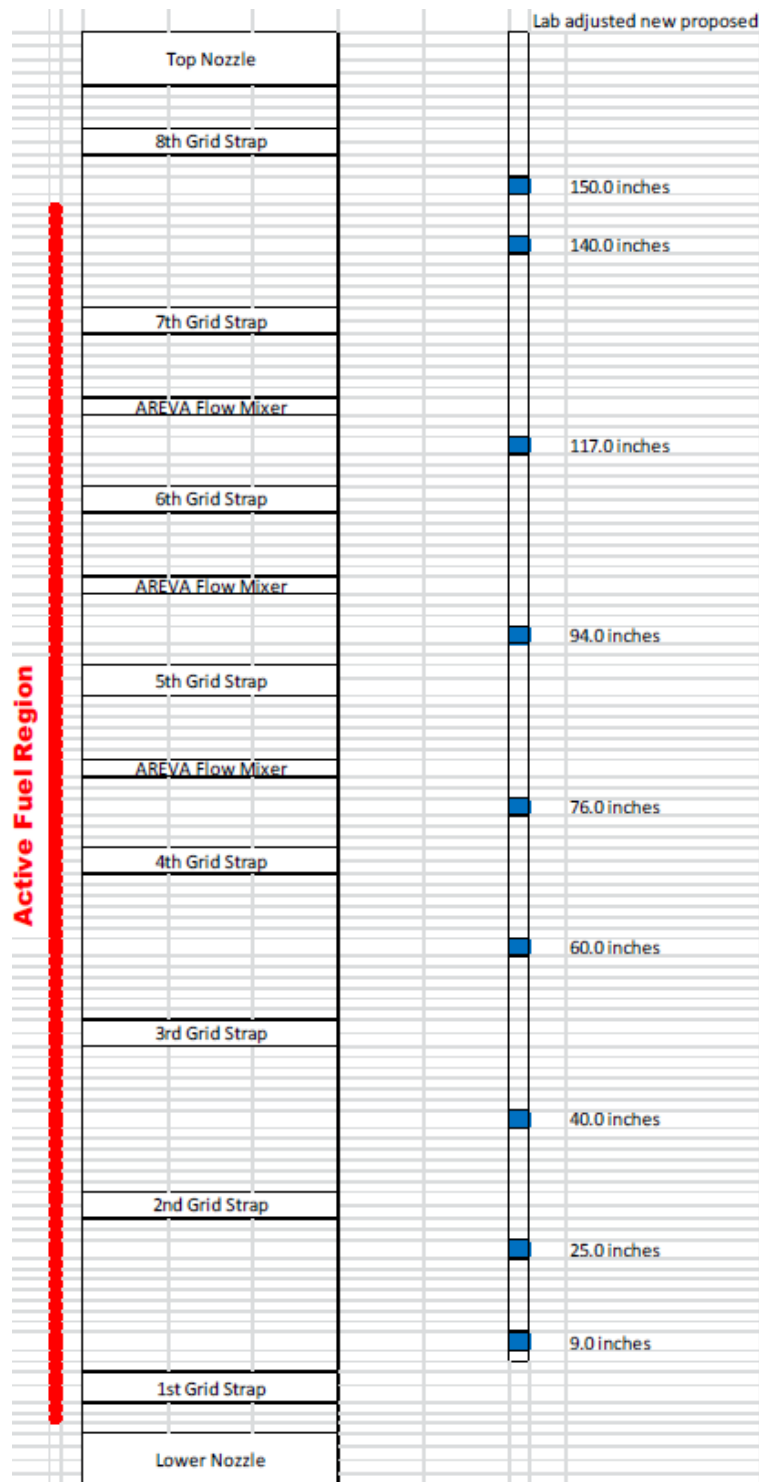 Lab adjusted new proposed
Top Nozzle
8th Grid Strap
150.0 inches
140.0 inches
7th Grid Strap
AREVA Flow Mixer
117.0 inches
6th Grid Strap
AREVA Flow Mixer
94.0 inches
5th Grid Strap
Active Fuel Region
AREVA Flow Mixer
76.0 inches
4th Grid Strap
60.0 inches
3rd Grid Strap
40.0 inches
2nd Grid Strap
25.0 inches
9.0 inches
1st Grid Strap
Lower Nozzle